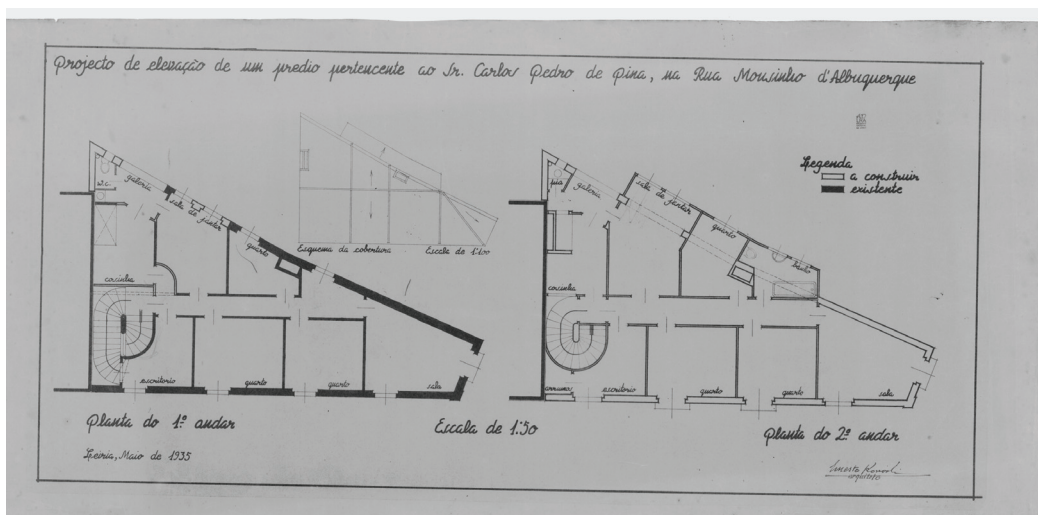 Projecto de elevação de um predio pertencente ao Sr. Carlos Pedro de Pina, na Rua Mousinho d'Albuquerque
Legenda
a construir
existente
w.c.
galeria
sala de jantar
quarto
cosinha
escritorio
quarto
quarto
sala
Esquema da cobertura
Escala de 1:100
pia
galeria
sala de jantar
quarto
banho
cosinha
arrumos
escritorio
quarto
quarto
sala
Planta do 1º andar
Escala de 1:50
Planta do 2º andar
Leiria, Maio de 1935
Ernesto
arquitecto